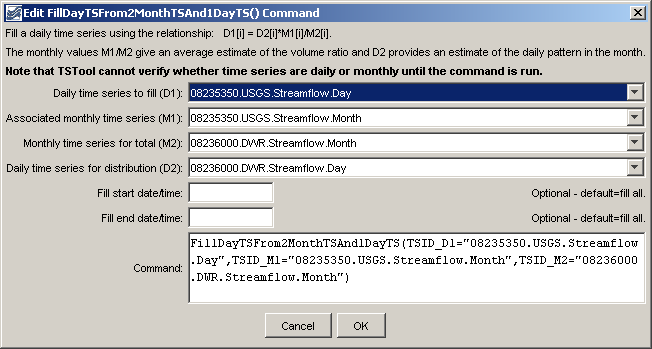 Edit FillDayTSFrom2MonthTSAnd1DayTS() Command
Fill a daily time series using the relationship: D1[i] = D2[i]*M1[i]/M2[i].
The monthly values M1/M2 give an average estimate of the volume ratio and D2 provides an estimate of the daily pattern in the month.
Note that TSTool cannot verify whether time series are daily or monthly until the command is run.
Daily time series to fill (D1): 08235350.USGS.Streamflow.Day
Associated monthly time series (M1): 08235350.USGS.Streamflow.Month
Monthly time series for total (M2): 08236000.DWR.Streamflow.Month
Daily time series for distribution (D2): 08236000.DWR.Streamflow.Day
Fill start date/time: Optional - default=fill all.
Fill end date/time: Optional - default=fill all.
Command: FillDayTSFrom2MonthTSAnd1DayTS(TSID_D1="08235350.USGS.Streamflow
.Day",TSID_M1="08235350.USGS.Streamflow.Month",TSID_M2="08236000
.DWR.Streamflow.Month")
Cancel OK